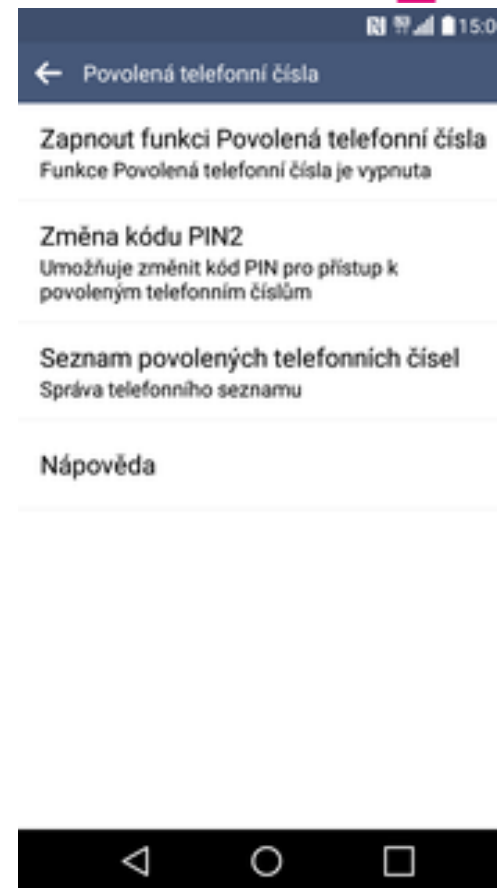 15:0
Povolená telefonní čísla
Zapnout funkci Povolená telefonní čísla
Funkce Povolená telefonní čísla je vypnuta
Změna kódu PIN2
Umožňuje změnit kód PIN pro přístup k
povoleným telefonním číslům
Seznam povolených telefonních čísel
Správa telefonního seznamu
Nápověda